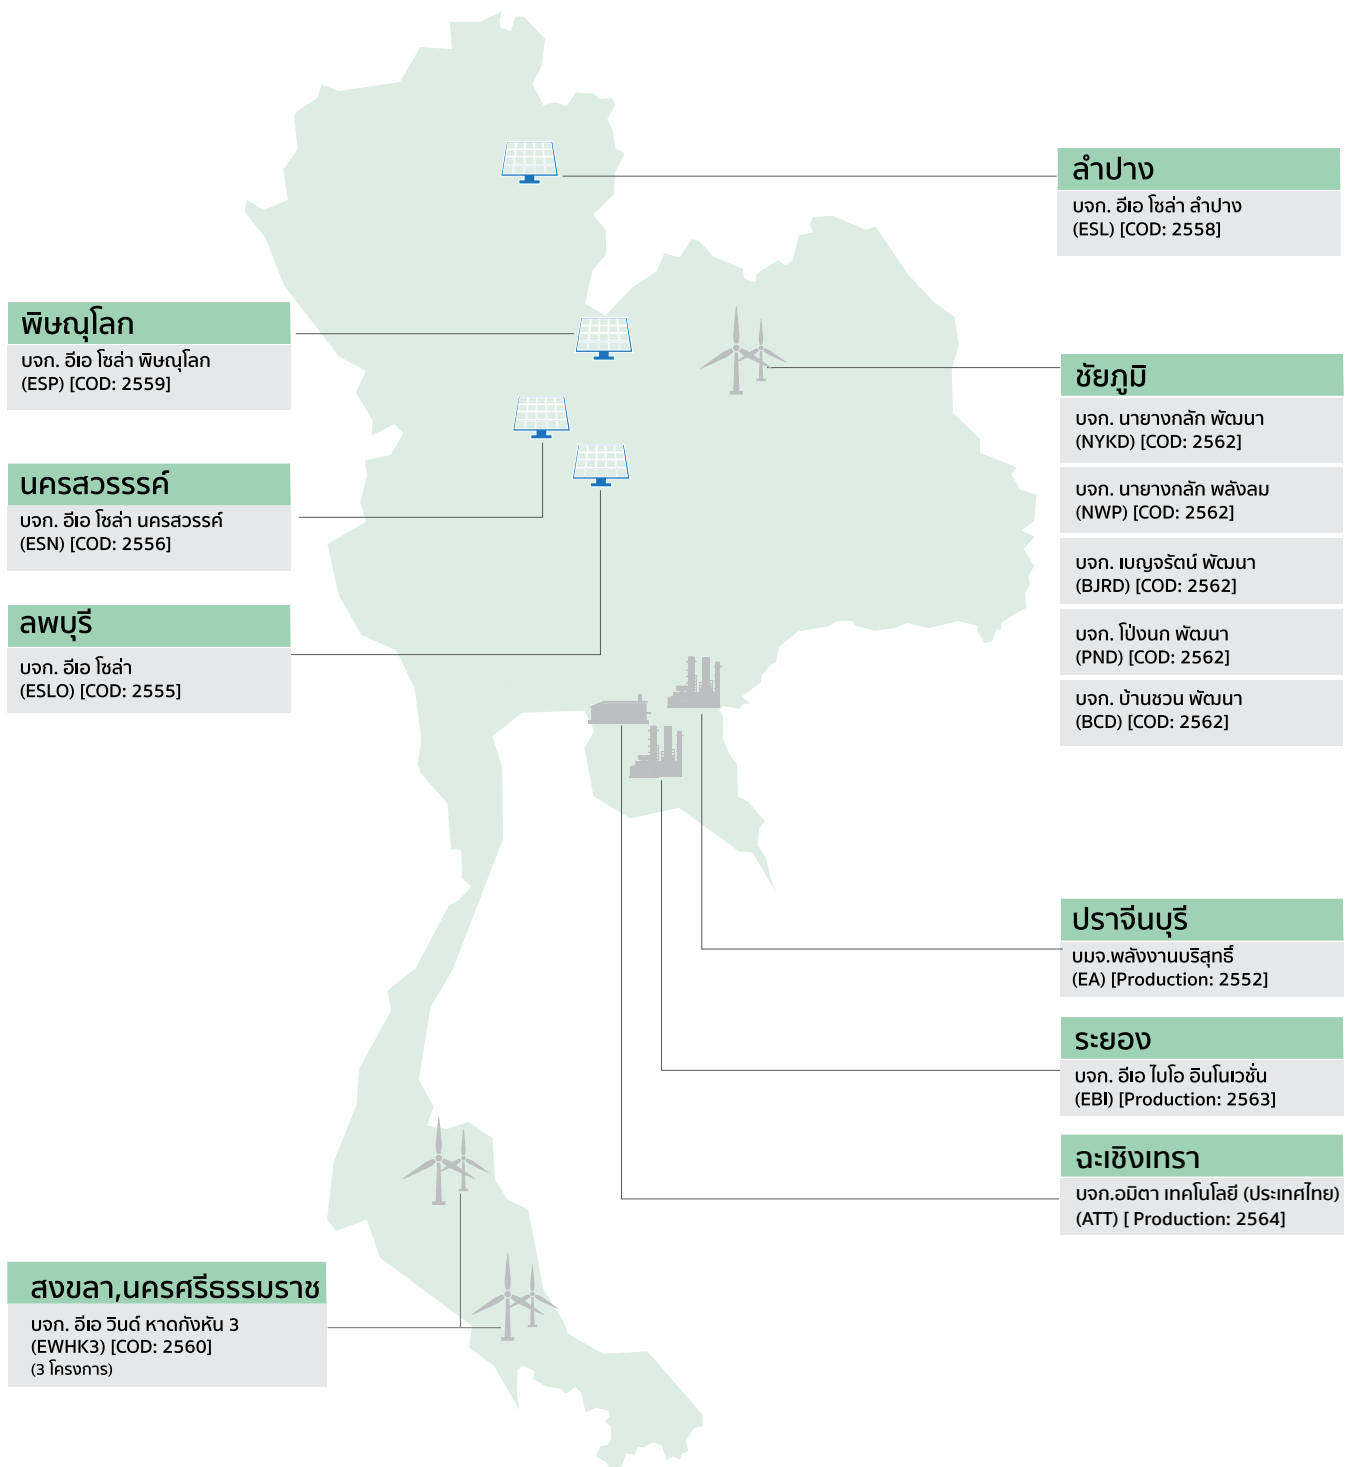 ลำปาง
บจก. อีเอ โซล่า ลำปาง
(ESL) [COD: 2558]
พิษณุโลก
บจก. อีเอ โซล่า พิษณุโลก
(ESP) [COD: 2559]
นครสวรรรค์
บจก. อีเอ โซล่า นครสวรรค์
(ESN) [COD: 2556]
ลพบุรี
บจก. อีเอ โซล่า
(ESLO) [COD: 2555]
ชัยภูมิ
บจก. นายางกลัก พัฒนา
(NYKD) [COD: 2562]
บจก. นายางกลัก พลังลม
(NWP) [COD: 2562]
บจก. เบญจรัตน์ พัฒนา
(BJRD) [COD: 2562]
บจก. โป่งนก พัฒนา
(PND) [COD: 2562]
บจก. บ้านชวน พัฒนา
(BCD) [COD: 2562]
ปราจีนบุรี
บมจ.พลังงานบริสุทธิ์
(EA) [Production: 2552]
ระยอง
บจก. อีเอ ไบโอ อินโนเวชั่น
(EBI) [Production: 2563]
ฉะเชิงเทรา
บจก.อมิตา เทคโนโลยี (ประเทศไทย)
(ATT) [ Production: 2564]
สงขลา,นครศรีธรรมราช
บจก. อีเอ วินด์ หาดกังหัน 3
(EWHK3) [COD: 2560]
(3 โครงการ)